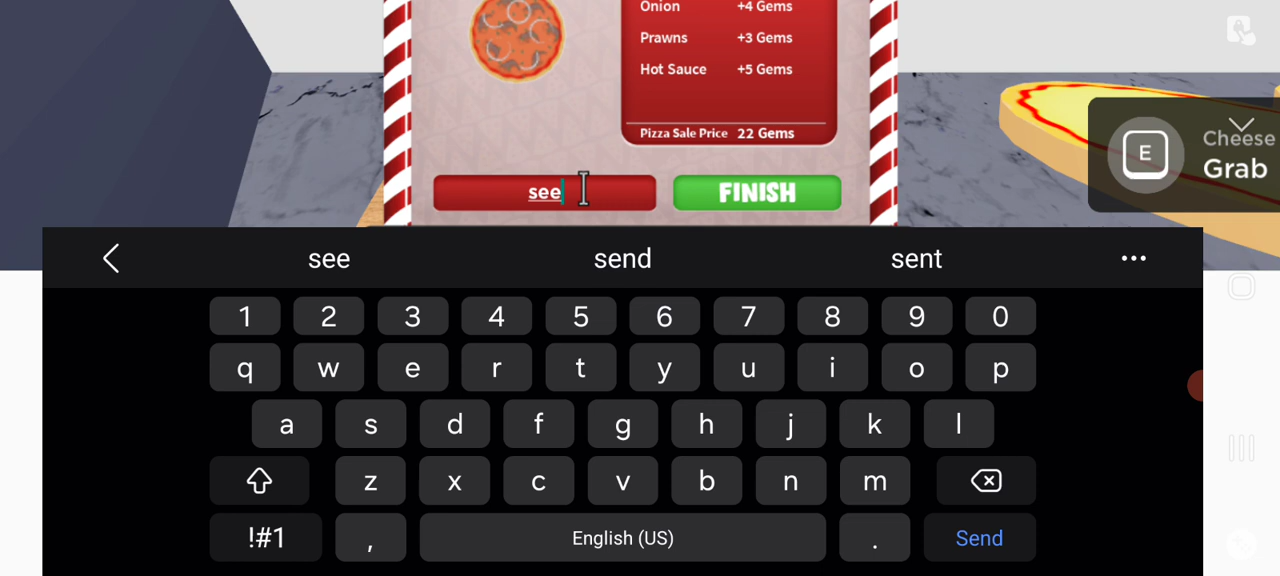 Onion +4 Gems
Prawns +3 Gems
Hot Sauce +5 Gems
Pizza Sale Price 22 Gems
see FINISH
E Cheese
Grab
see send sent
1 2 3 4 5 6 7 8 9 0
q w e r t y u i o p
a s d f g h j k l
z x c v b n m
!#1 , English (US) . Send